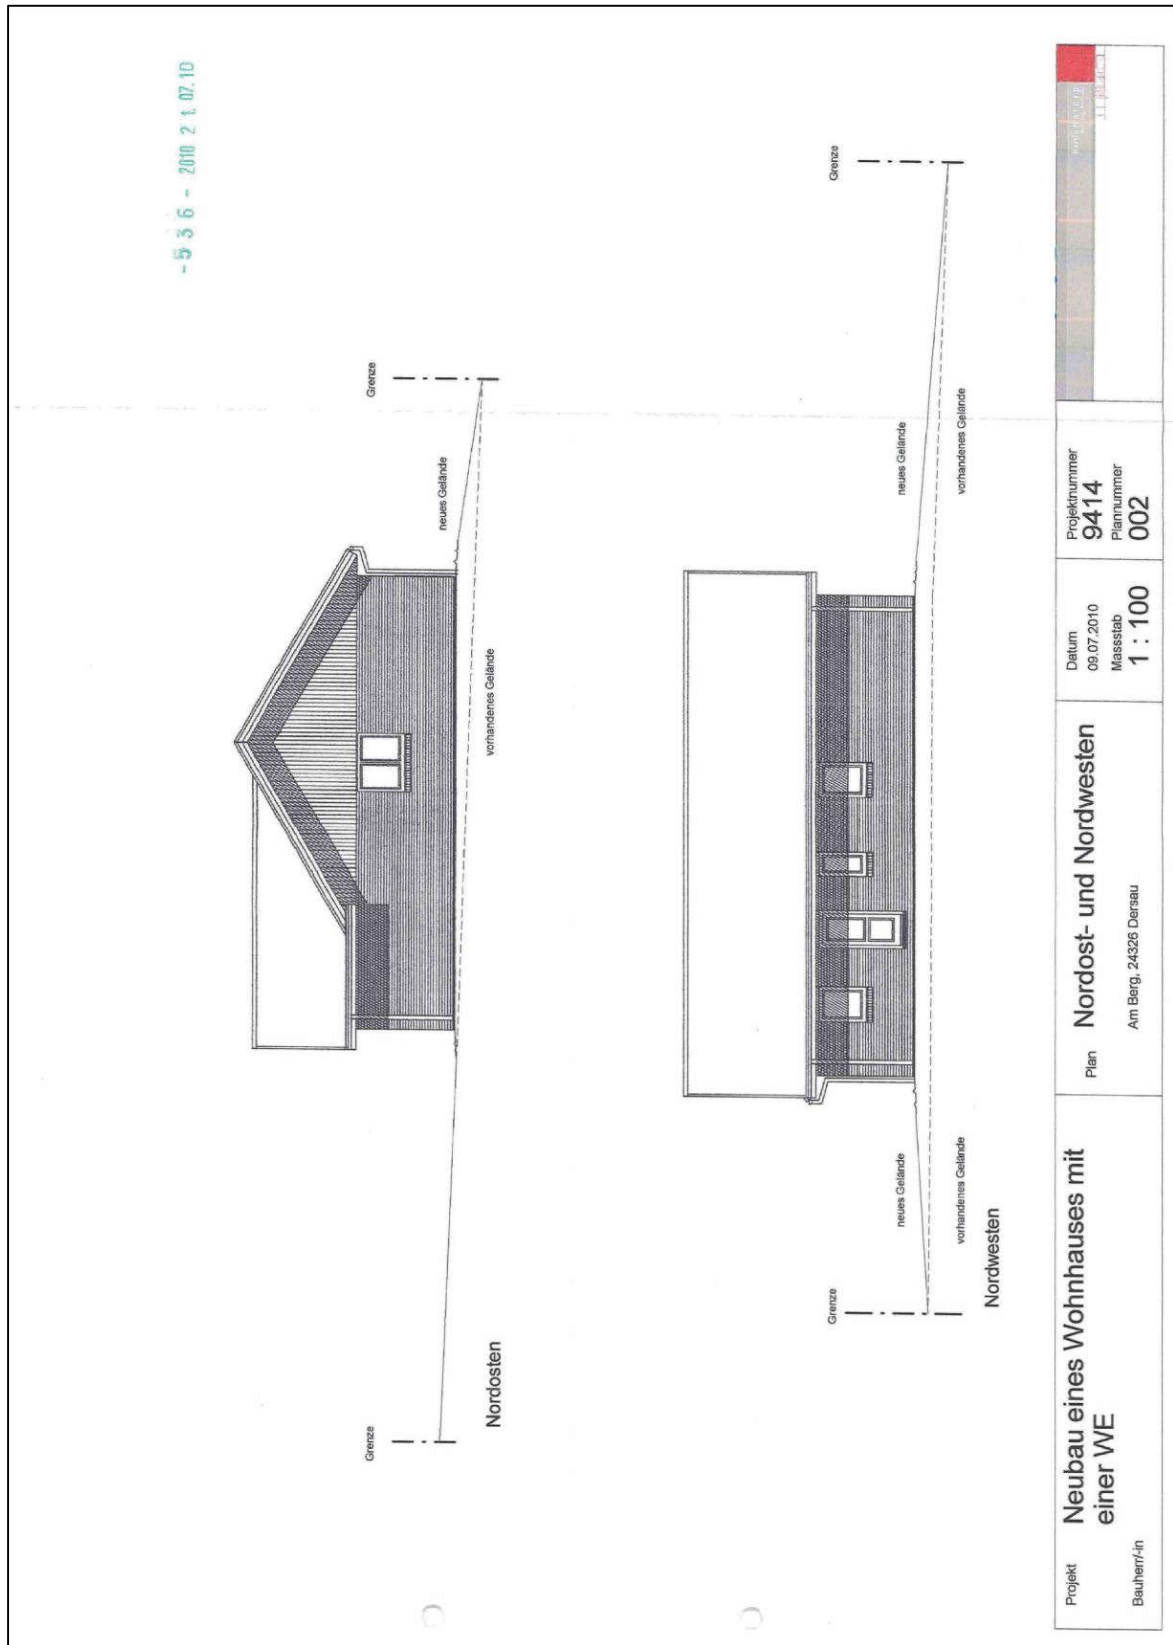 -536 - 2010 21.07.10
Grenze
neues Gelände
vorhandenes Gelände
Grenze
Nordosten
Grenze
neues Gelände
vorhandenes Gelände
neues Gelände
vorhandenes Gelände
Grenze
Nordwesten
Projekt
Neubau eines Wohnhauses mit
einer WE
Bauherr/-in
Plan
Nordost- und Nordwesten
Am Berg, 24326 Dersau
Datum
09.07.2010
Massstab
1 : 100
Projektnummer
9414
Plannummer
002